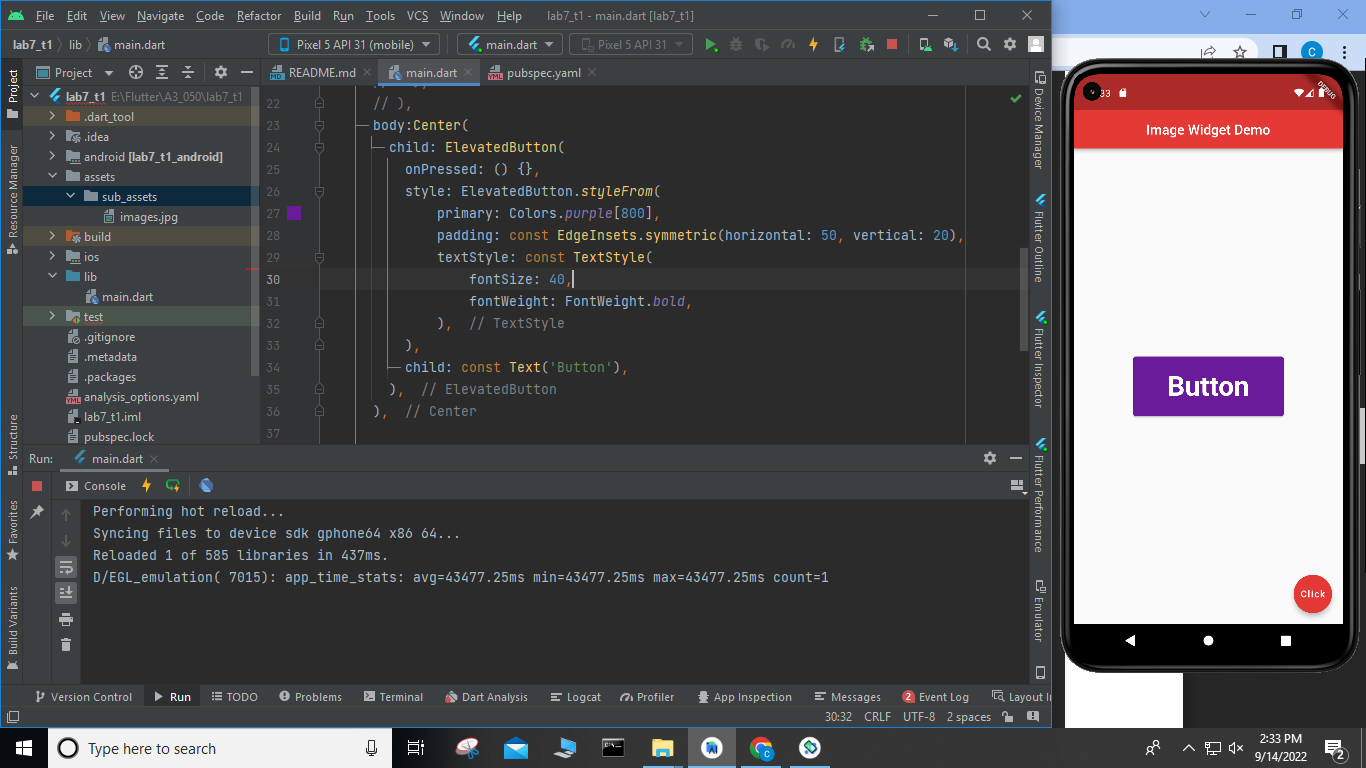 File Edit View Navigate Code Refactor Build Run Tools VCS Window Help lab7_t1 - main.dart [lab7_t1]
lab7_t1 lib main.dart Pixel 5 API 31 (mobile) main.dart Pixel 5 API 31
Project README.md main.dart pubspec.yaml
Project
Resource Manager
Structure
Favorites
Build Variants
lab7_t1 E:\Flutter\A3_050\lab7_t1
.dart_tool
.idea
android [lab7_t1_android]
assets
sub_assets
images.jpg
build
ios
lib
main.dart
test
.gitignore
.metadata
.packages
analysis_options.yaml
lab7_t1.iml
pubspec.lock
22 // ),
23 body:Center(
24 child: ElevatedButton(
25 onPressed: () {},
26 style: ElevatedButton.styleFrom(
27 primary: Colors.purple[800],
28 padding: const EdgeInsets.symmetric(horizontal: 50, vertical: 20),
29 textStyle: const TextStyle(
30 fontSize: 40,
31 fontWeight: FontWeight.bold,
32 ), // TextStyle
33 ),
34 child: const Text('Button'),
35 ), // ElevatedButton
36 ), // Center
37
Device Manager
Flutter Outline
Flutter Inspector
Flutter Performance
Emulator
Run: main.dart
Console
Performing hot reload...
Syncing files to device sdk gphone64 x86 64...
Reloaded 1 of 585 libraries in 437ms.
D/EGL_emulation( 7015): app_time_stats: avg=43477.25ms min=43477.25ms max=43477.25ms count=1
Version Control Run TODO Problems Terminal Dart Analysis Logcat Profiler App Inspection Messages 2 Event Log Layout I
30:32 CRLF UTF-8 2 spaces
C
:33
DEBUG
Image Widget Demo
Button
Click
Type here to search
2:33 PM
9/14/2022
2